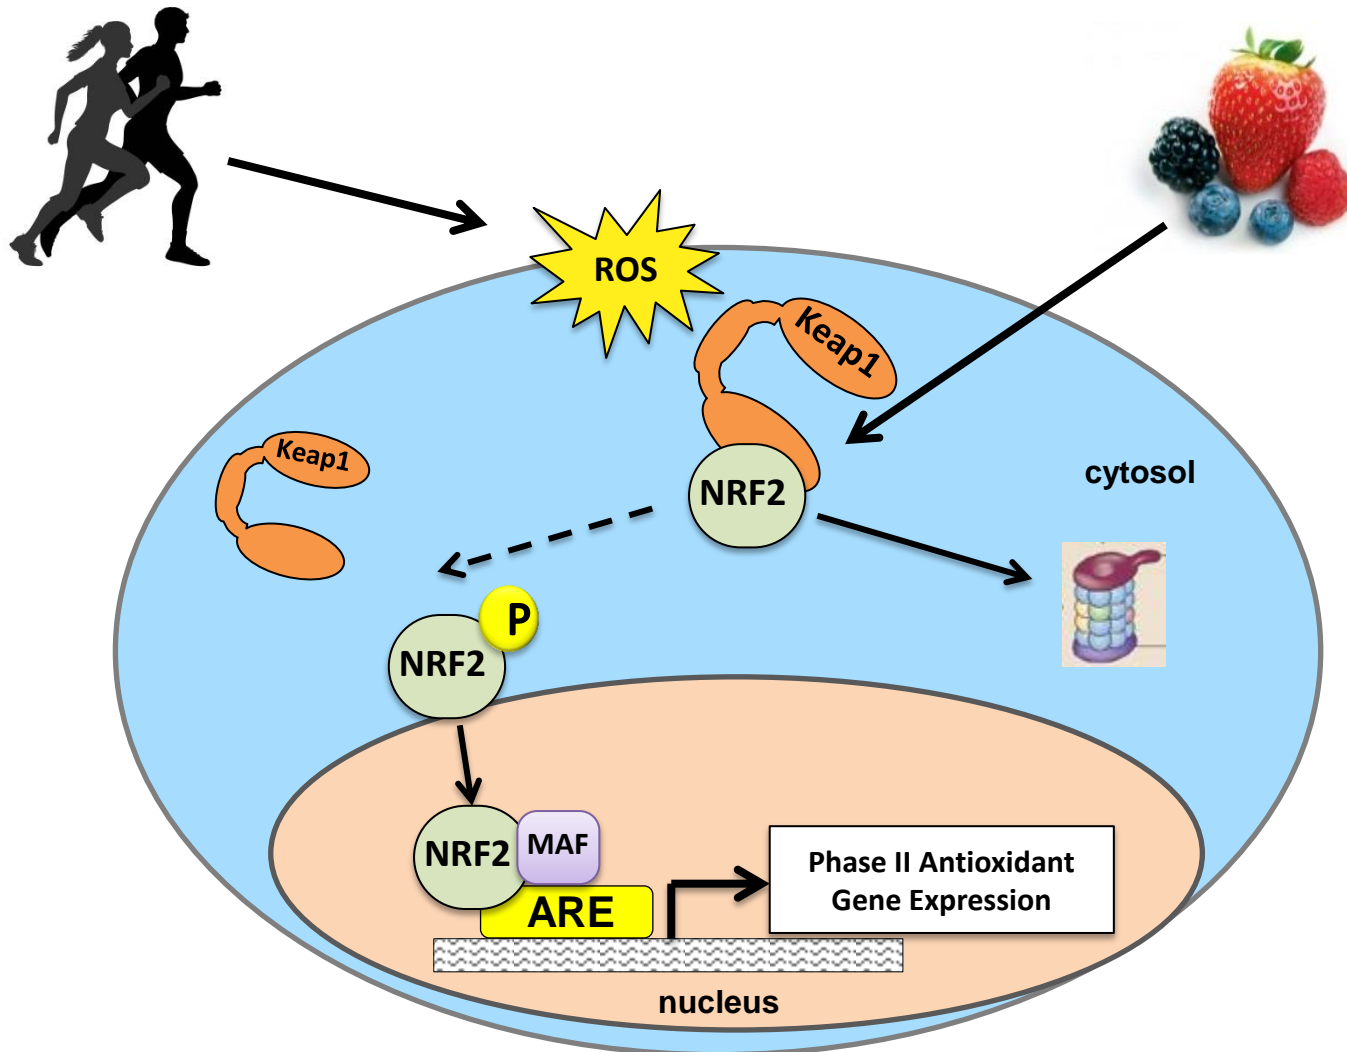 ROS
Keap1
Keap1
NRF2
cytosol
P
NRF2
NRF2
MAF
ARE
Phase II Antioxidant
Gene Expression
nucleus